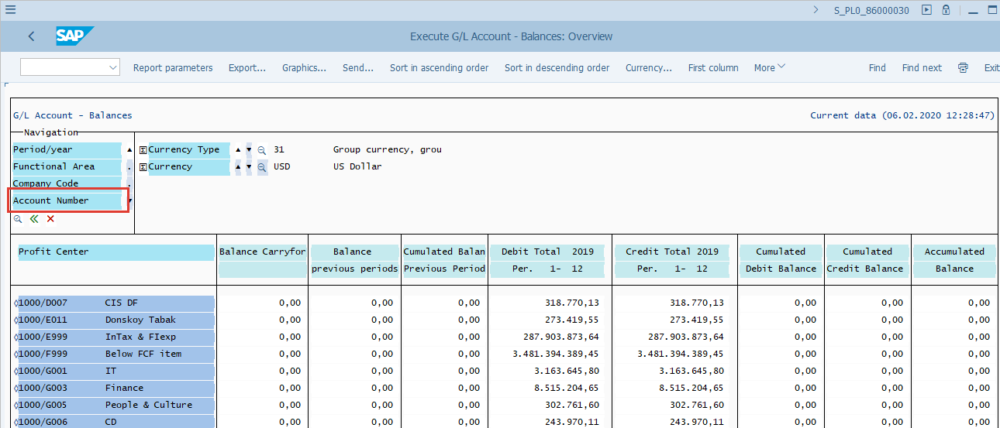 S_PL0_86000030
SAP Execute G/L Account - Balances: Overview
Report parameters Export... Graphics... Send... Sort in ascending order Sort in descending order Currency... First column More Find Find next Exit
G/L Account - Balances Current data (06.02.2020 12:28:47)
Navigation
Period/year Currency Type 31 Group currency, grou
Functional Area Currency USD US Dollar
Company Code
Account Number
Profit Center Balance Carryfor Balance Cumulated Balan Debit Total 2019 Credit Total 2019 Cumulated Cumulated Accumulated
previous periods Previous Period Per. 1- 12 Per. 1- 12 Debit Balance Credit Balance Balance
1000/D007 CIS DF 0,00 0,00 0,00 318.770,13 318.770,13 0,00 0,00 0,00
1000/E011 Donskoy Tabak 0,00 0,00 0,00 273.419,55 273.419,55 0,00 0,00 0,00
1000/E999 InTax & FIexp 0,00 0,00 0,00 287.903.873,64 287.903.873,64 0,00 0,00 0,00
1000/F999 Below FCF item 0,00 0,00 0,00 3.481.394.389,45 3.481.394.389,45 0,00 0,00 0,00
1000/G001 IT 0,00 0,00 0,00 3.163.645,80 3.163.645,80 0,00 0,00 0,00
1000/G003 Finance 0,00 0,00 0,00 8.515.204,65 8.515.204,65 0,00 0,00 0,00
1000/G005 People & Culture 0,00 0,00 0,00 302.761,60 302.761,60 0,00 0,00 0,00
1000/G006 CD 0,00 0,00 0,00 243.970,11 243.970,11 0,00 0,00 0,00